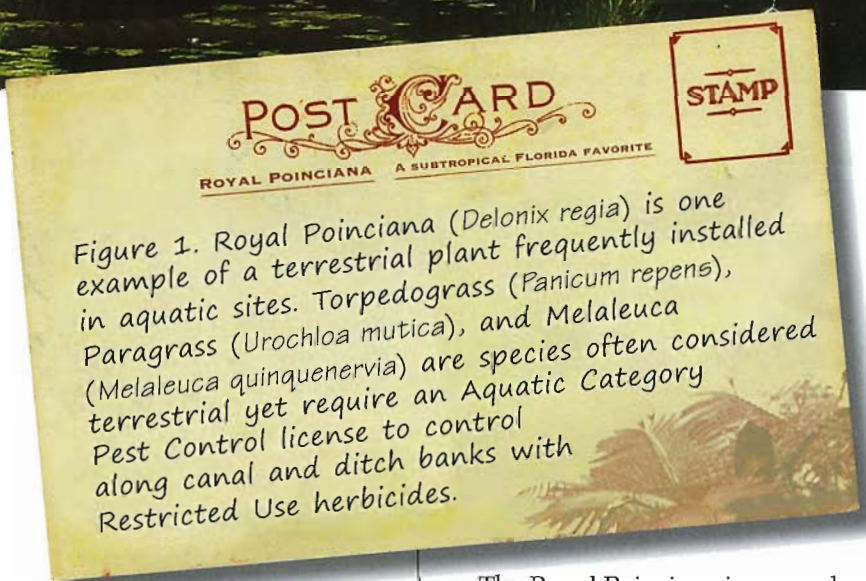 POST CARD
STAMP
ROYAL POINCIANA A SUBTROPICAL FLORIDA FAVORITE
Figure 1. Royal Poinciana (Delonix regia) is one
example of a terrestrial plant frequently installed
in aquatic sites. Torpedograss (Panicum repens),
Paragrass (Urochloa mutica), and Melaleuca
(Melaleuca quinquenervia) are species often considered
terrestrial yet require an Aquatic Category
Pest Control license to control
along canal and ditch banks with
Restricted Use herbicides.
The Royal Poinciana